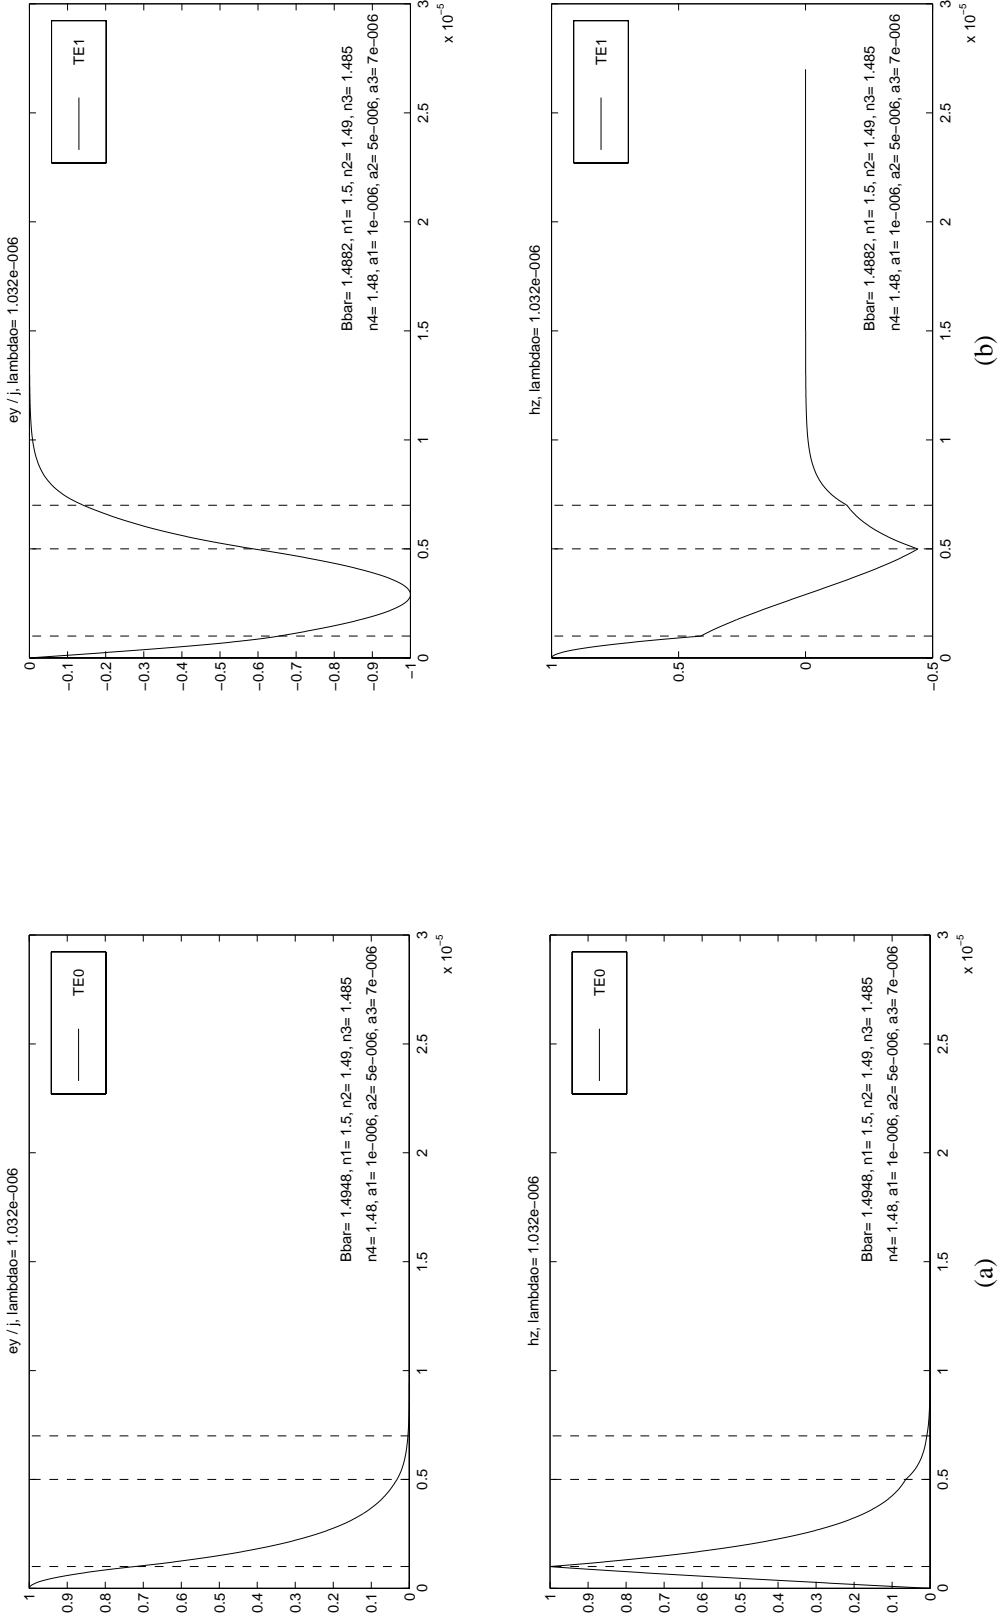 ey / j, lambdao= 1.032e−006
TE0
Bbar= 1.4948, n1= 1.5, n2= 1.49, n3= 1.485
n4= 1.48, a1= 1e−006, a2= 5e−006, a3= 7e−006
1
0.9
0.8
0.7
0.6
0.5
0.4
0.3
0.2
0.1
0
0
0.5
1
1.5
2
2.5
3
x 10−5
hz, lambdao= 1.032e−006
TE0
Bbar= 1.4948, n1= 1.5, n2= 1.49, n3= 1.485
n4= 1.48, a1= 1e−006, a2= 5e−006, a3= 7e−006
1
0.9
0.8
0.7
0.6
0.5
0.4
0.3
0.2
0.1
0
0
0.5
1
1.5
2
2.5
3
x 10−5
(a)
ey / j, lambdao= 1.032e−006
TE1
Bbar= 1.4882, n1= 1.5, n2= 1.49, n3= 1.485
n4= 1.48, a1= 1e−006, a2= 5e−006, a3= 7e−006
0
−0.1
−0.2
−0.3
−0.4
−0.5
−0.6
−0.7
−0.8
−0.9
−1
0
0.5
1
1.5
2
2.5
3
x 10−5
hz, lambdao= 1.032e−006
TE1
Bbar= 1.4882, n1= 1.5, n2= 1.49, n3= 1.485
n4= 1.48, a1= 1e−006, a2= 5e−006, a3= 7e−006
1
0.5
0
−0.5
0
0.5
1
1.5
2
2.5
3
x 10−5
(b)